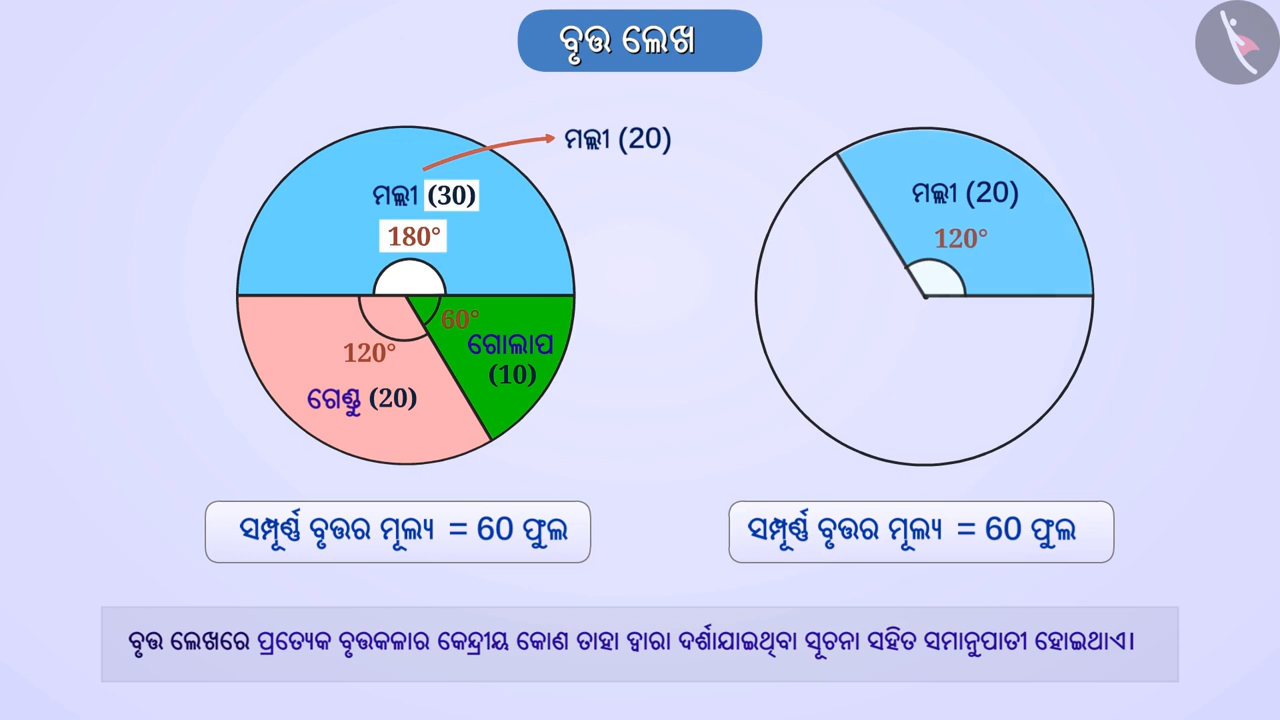 ବୃତ୍ତ ଲେଖ
ମଲ୍ଲୀ (20)
ମଲ୍ଲୀ (30)
180°
60°
120°
ଗୋଲାପ
(10)
ଗେଣ୍ଡୁ (20)
ମଲ୍ଲୀ (20)
120°
ସମ୍ପୂର୍ଣ୍ଣ ବୃତ୍ତର ମୂଲ୍ୟ = 60 ଫୁଲ
ସମ୍ପୂର୍ଣ୍ଣ ବୃତ୍ତର ମୂଲ୍ୟ = 60 ଫୁଲ
ବୃତ୍ତ ଲେଖରେ ପ୍ରତ୍ୟେକ ବୃତ୍ତକଳାର କେନ୍ଦ୍ରୀୟ କୋଣ ତାହା ଦ୍ୱାରା ଦର୍ଶାଯାଇଥିବା ସୂଚନା ସହିତ ସମାନୁପାତୀ ହୋଇଥାଏ।